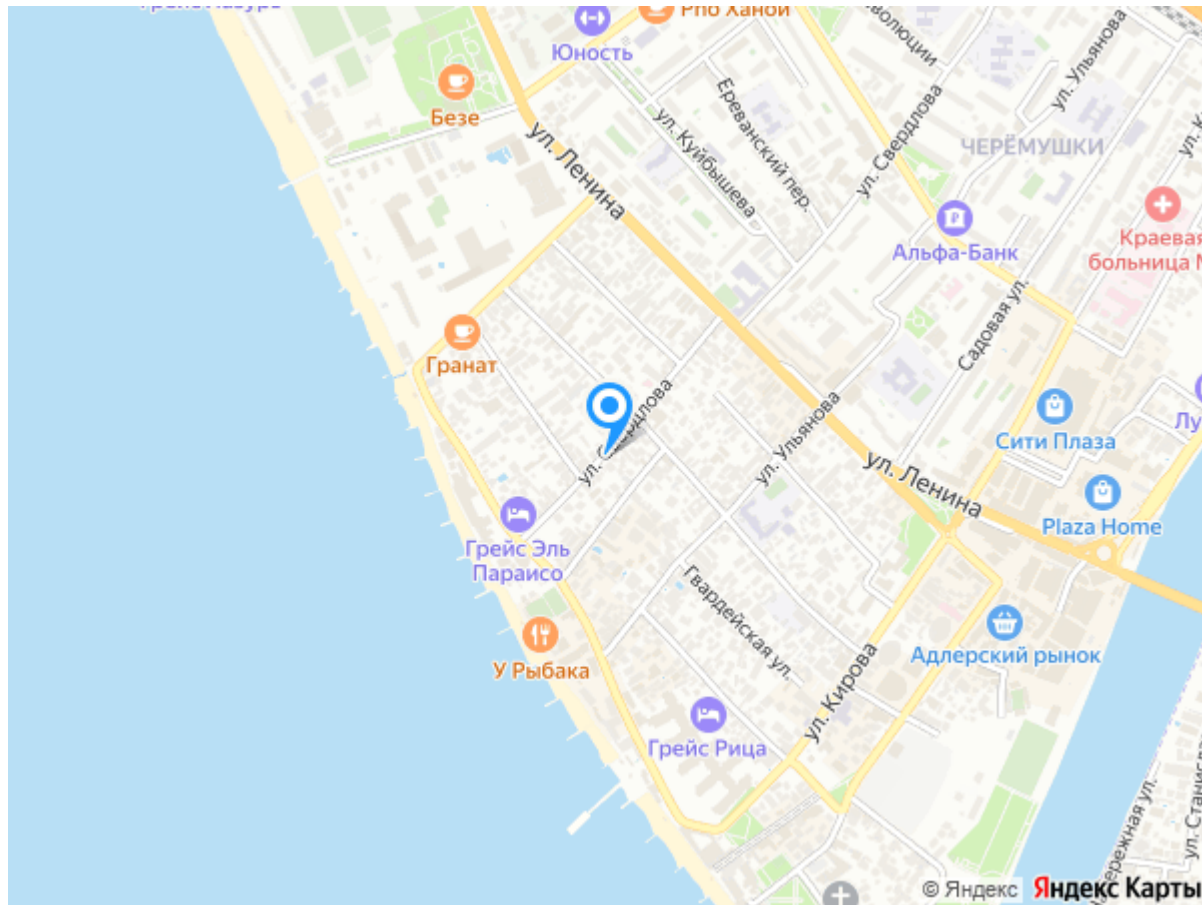 Рпо Ханой
Юность
Безе
ул. Ленина
ул. Куйбышева
Ереванский пер.
ул. Свердлова
ул. Ульянова
ЧЕРЁМУШКИ
Альфа-Банк
Краевая
больница
Садовая ул.
Гранат
ул. Ульянова
Сити Плаза
ул. Ленина
Plaza Home
Грейс Эль
Параисо
Гвардейская ул.
У Рыбака
Адлерский рынок
ул. Кирова
Грейс Рица
© Яндекс Яндекс Карты